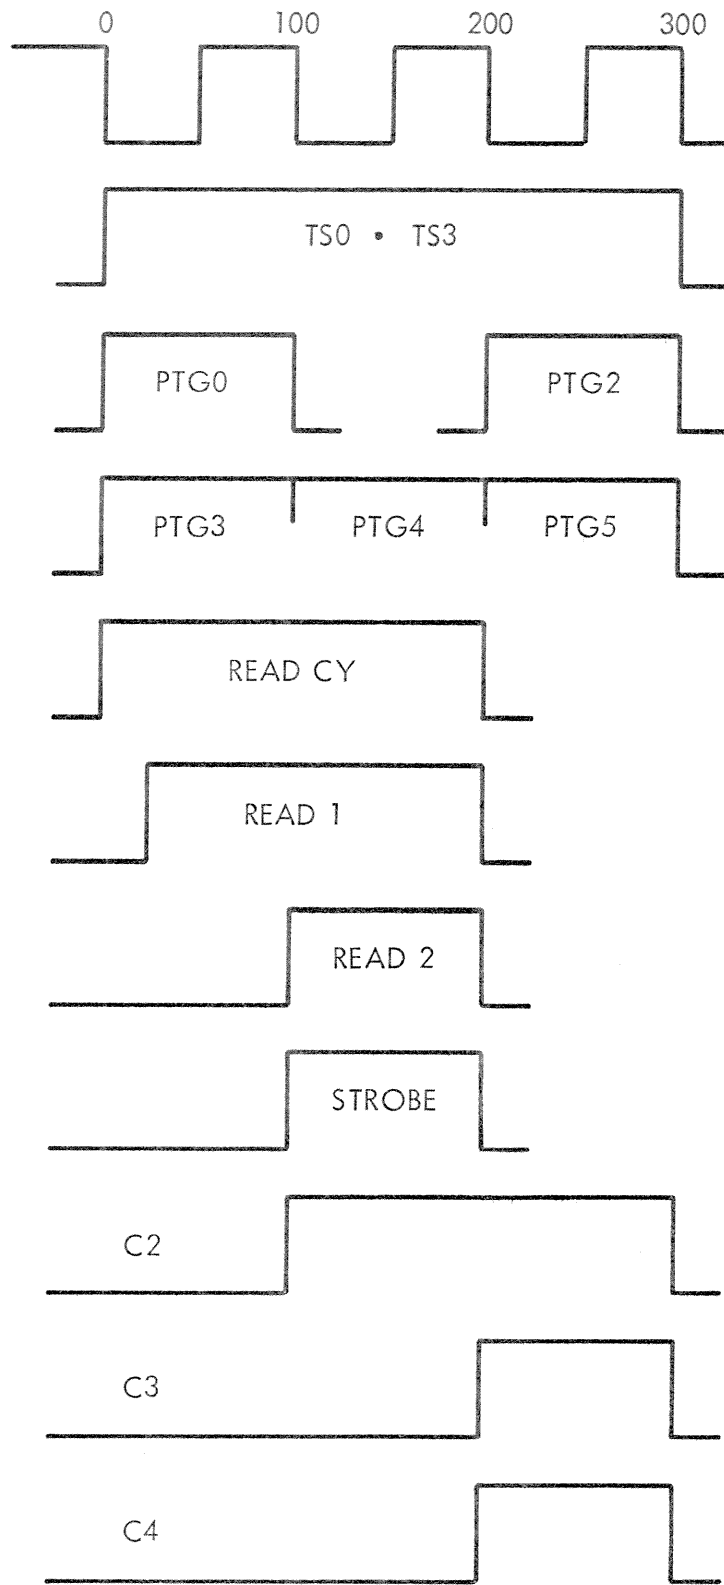 0 100 200 300
TS0 • TS3
PTG0 PTG2
PTG3 PTG4 PTG5
READ CY
READ 1
READ 2
STROBE
C2
C3
C4